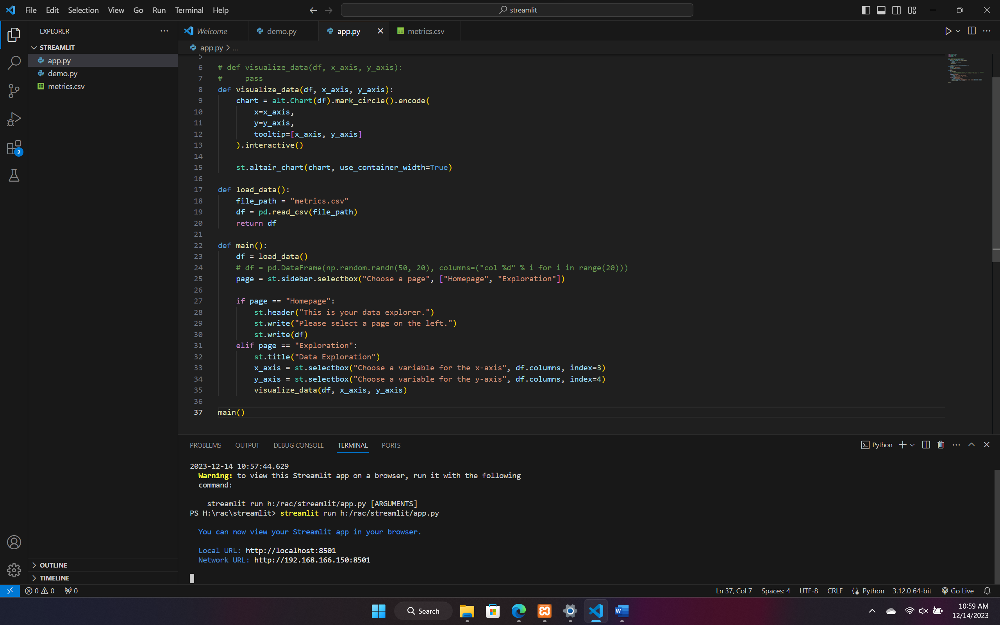 File Edit Selection View Go Run Terminal Help
streamlit
EXPLORER
STREAMLIT
app.py
demo.py
metrics.csv
OUTLINE
TIMELINE
2
Welcome demo.py app.py metrics.csv
app.py > ...
5
6 # def visualize_data(df, x_axis, y_axis):
7 #     pass
8 def visualize_data(df, x_axis, y_axis):
9     chart = alt.Chart(df).mark_circle().encode(
10         x=x_axis,
11         y=y_axis,
12         tooltip=[x_axis, y_axis]
13     ).interactive()
14
15     st.altair_chart(chart, use_container_width=True)
16
17 def load_data():
18     file_path = "metrics.csv"
19     df = pd.read_csv(file_path)
20     return df
21
22 def main():
23     df = load_data()
24     # df = pd.DataFrame(np.random.randn(50, 20), columns=("col %d" % i for i in range(20)))
25     page = st.sidebar.selectbox("Choose a page", ["Homepage", "Exploration"])
26
27     if page == "Homepage":
28         st.header("This is your data explorer.")
29         st.write("Please select a page on the left.")
30         st.write(df)
31     elif page == "Exploration":
32         st.title("Data Exploration")
33         x_axis = st.selectbox("Choose a variable for the x-axis", df.columns, index=3)
34         y_axis = st.selectbox("Choose a variable for the y-axis", df.columns, index=4)
35         visualize_data(df, x_axis, y_axis)
36
37 main()
PROBLEMS OUTPUT DEBUG CONSOLE TERMINAL PORTS
Python
2023-12-14 10:57:44.629
Warning: to view this Streamlit app on a browser, run it with the following
command:
streamlit run h:/rac/streamlit/app.py [ARGUMENTS]
PS H:\rac\streamlit> streamlit run h:/rac/streamlit/app.py
You can now view your Streamlit app in your browser.
Local URL: http://localhost:8501
Network URL: http://192.168.166.150:8501
0 0 0
Ln 37, Col 7 Spaces: 4 UTF-8 CRLF Python 3.12.0 64-bit Go Live
Search
10:59 AM
12/14/2023